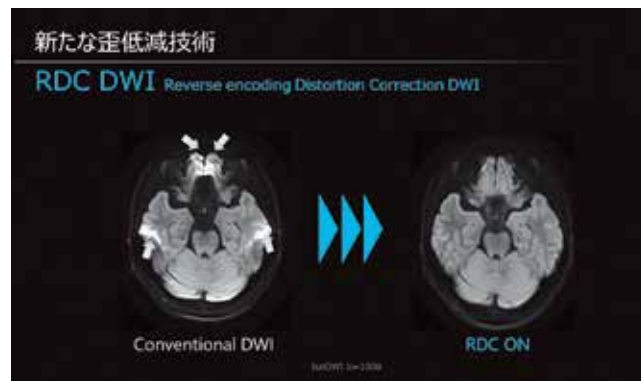 新たな歪低減技術
RDC DWI Reverse encoding Distortion Correction DWI
Conventional DWI
RDC ON